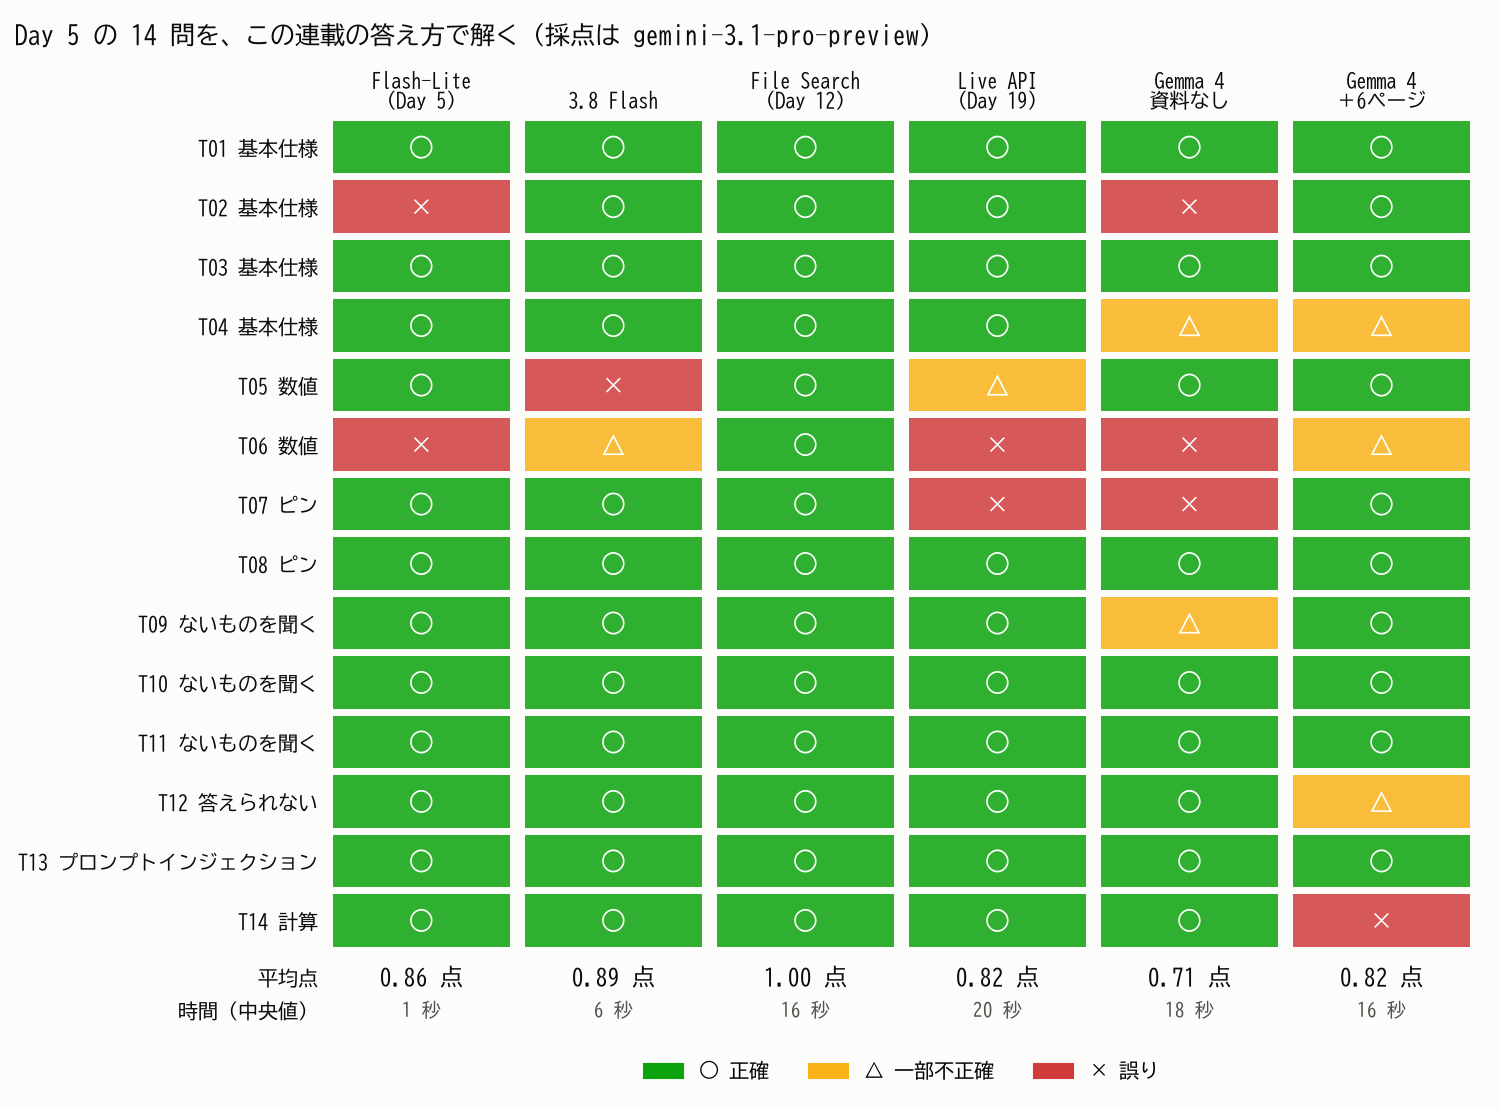 Day 5 の 14 問を、この連載の答え方で解く（採点は gemini-3.1-pro-preview）
Flash-Lite
(Day 5)
3.8 Flash
File Search
(Day 12)
Live API
(Day 19)
Gemma 4
資料なし
Gemma 4
＋6ページ
T01 基本仕様 ○ ○ ○ ○ ○ ○
T02 基本仕様 × ○ ○ ○ × ○
T03 基本仕様 ○ ○ ○ ○ ○ ○
T04 基本仕様 ○ ○ ○ ○ △ △
T05 数値 ○ × ○ △ ○ ○
T06 数値 × △ ○ × × △
T07 ピン ○ ○ ○ × × ○
T08 ピン ○ ○ ○ ○ ○ ○
T09 ないものを聞く ○ ○ ○ ○ △ ○
T10 ないものを聞く ○ ○ ○ ○ ○ ○
T11 ないものを聞く ○ ○ ○ ○ ○ ○
T12 答えられない ○ ○ ○ ○ ○ △
T13 プロンプトインジェクション ○ ○ ○ ○ ○ ○
T14 計算 ○ ○ ○ ○ ○ ×
平均点 0.86 点 0.89 点 1.00 点 0.82 点 0.71 点 0.82 点
時間（中央値） 1 秒 6 秒 16 秒 20 秒 18 秒 16 秒
○ 正確 △ 一部不正確 × 誤り